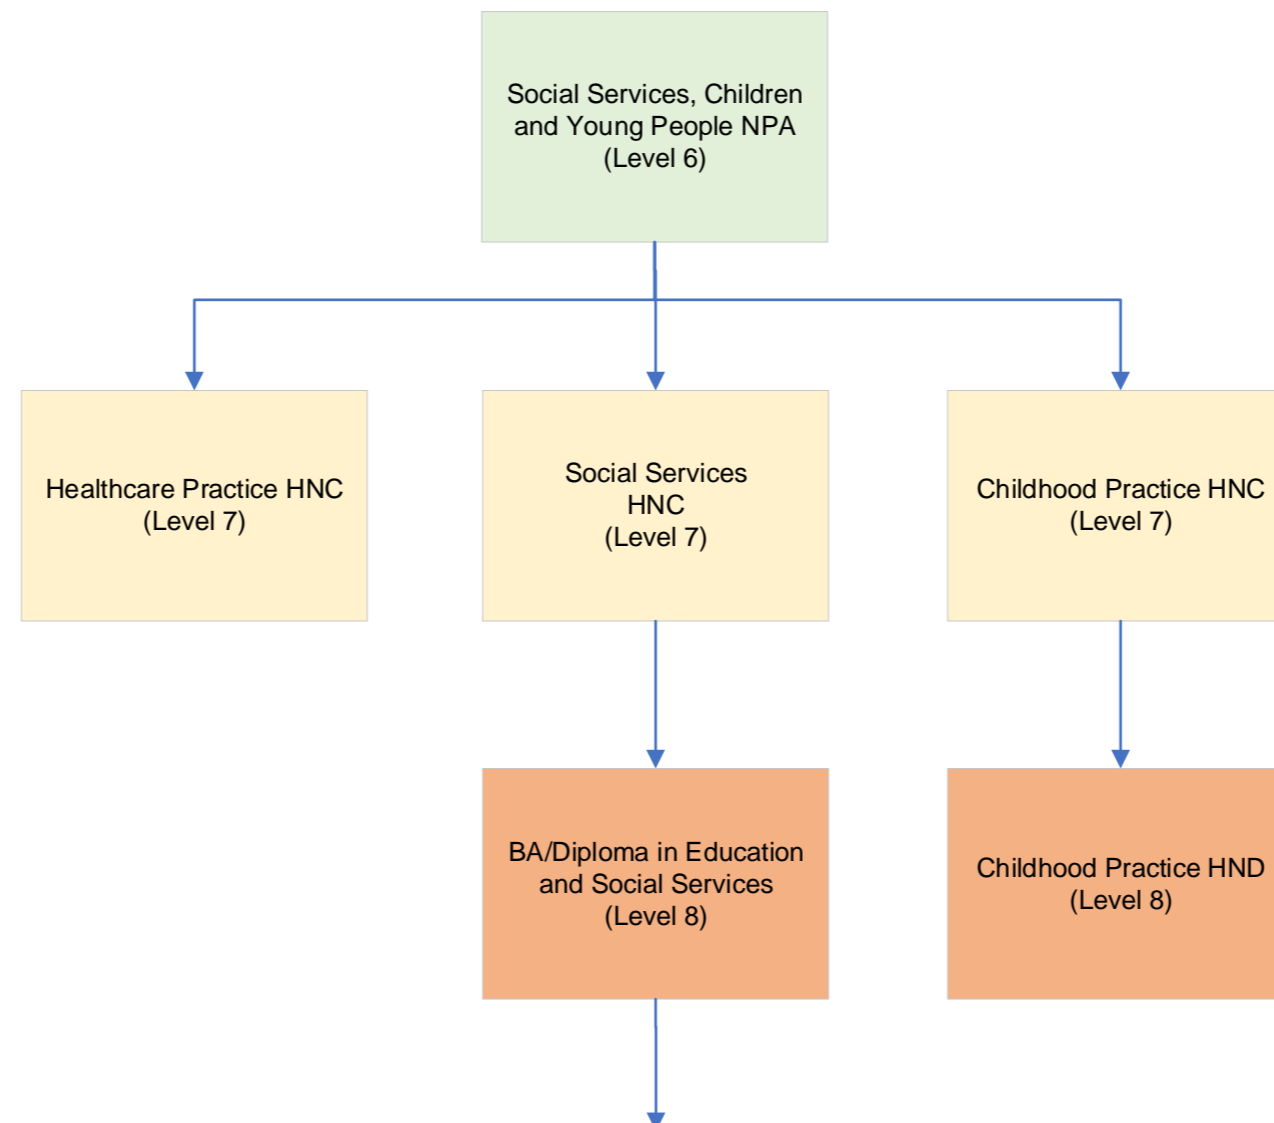 Social Services, Children
and Young People NPA
(Level 6)
Healthcare Practice HNC
(Level 7)
Social Services
HNC
(Level 7)
Childhood Practice HNC
(Level 7)
BA/Diploma in Education
and Social Services
(Level 8)
Childhood Practice HND
(Level 8)